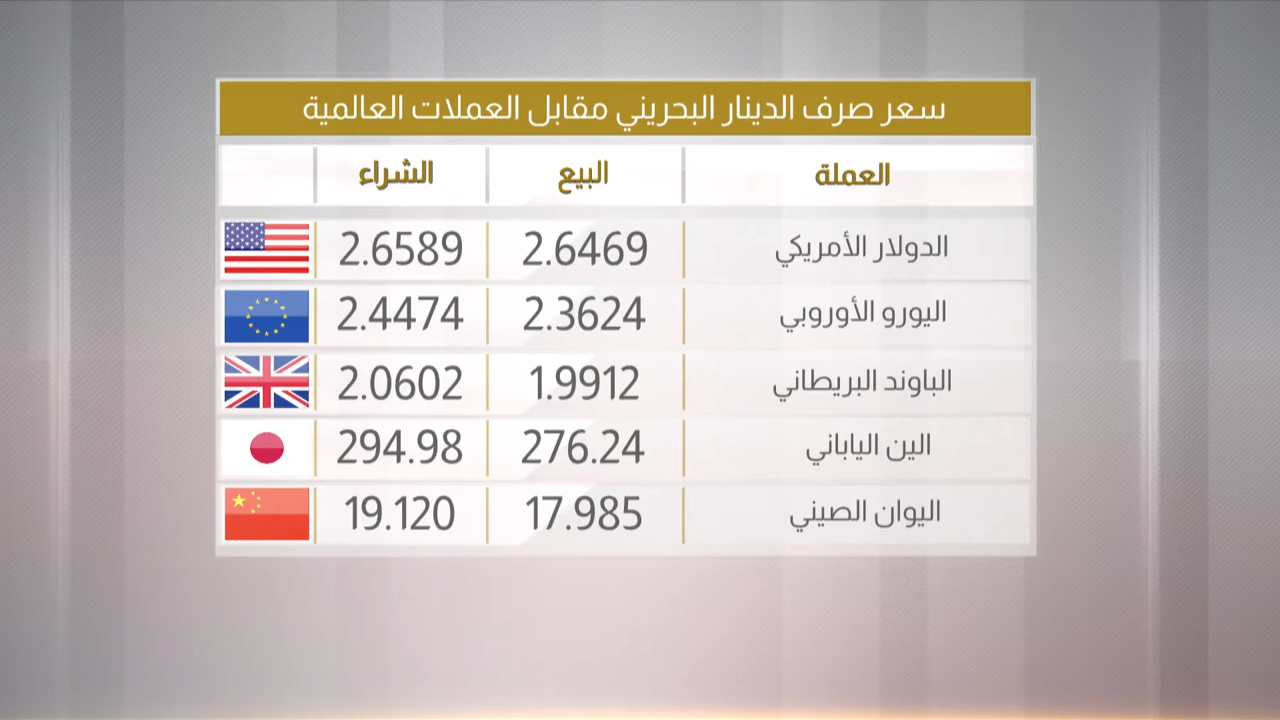 سعر صرف الدينار البحريني مقابل العملات العالمية
العملة البيع الشراء
الدولار الأمريكي 2.6469 2.6589
اليورو الأوروبي 2.3624 2.4474
الباوند البريطاني 1.9912 2.0602
الين الياباني 276.24 294.98
اليوان الصيني 17.985 19.120